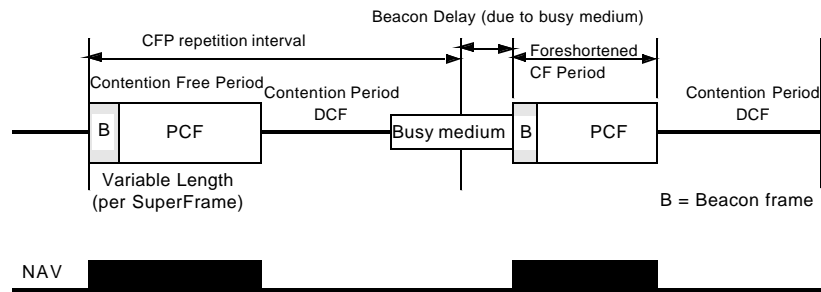 Beacon Delay (due to busy medium)
CFP repetition interval
Foreshortened
CF Period
Contention Free Period
Contention Period
DCF
Contention Period
DCF
B
PCF
Busy medium
B
PCF
Variable Length
(per SuperFrame)
B = Beacon frame
NAV